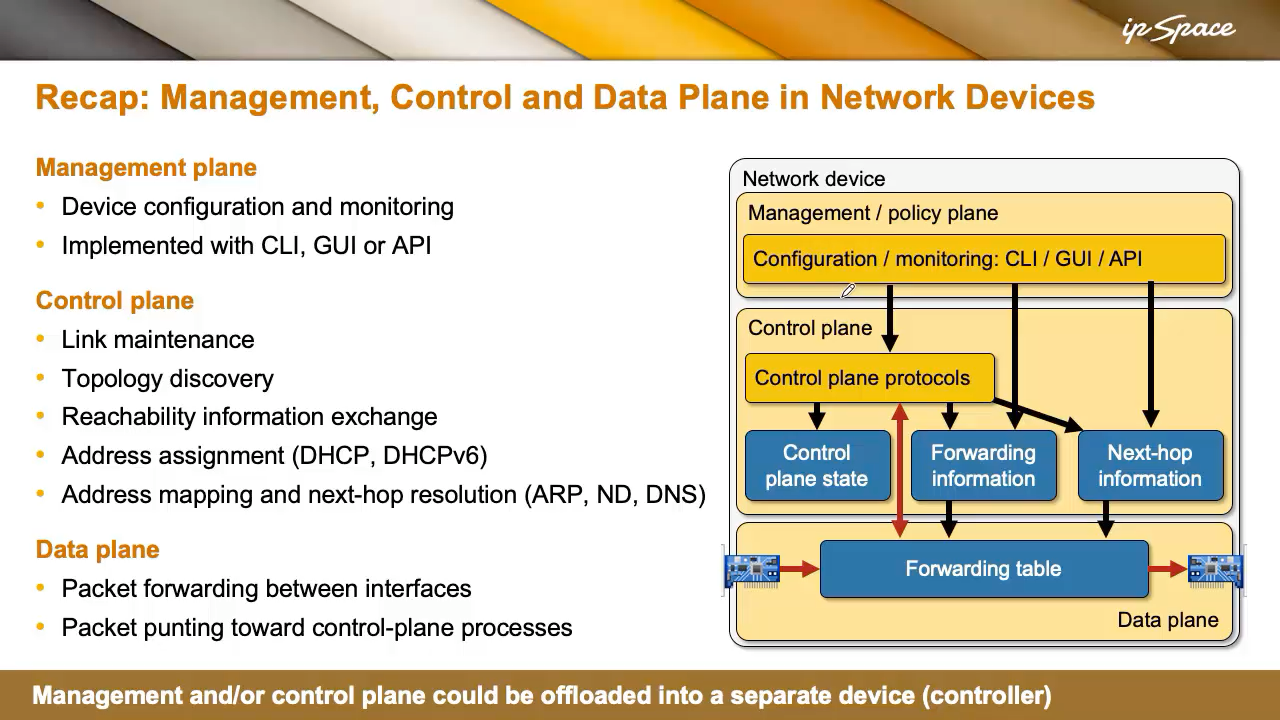 ip Space
Recap: Management, Control and Data Plane in Network Devices
Management plane
• Device configuration and monitoring
• Implemented with CLI, GUI or API
Control plane
• Link maintenance
• Topology discovery
• Reachability information exchange
• Address assignment (DHCP, DHCPv6)
• Address mapping and next-hop resolution (ARP, ND, DNS)
Data plane
• Packet forwarding between interfaces
• Packet punting toward control-plane processes
Network device
Management / policy plane
Configuration / monitoring: CLI / GUI / API
Control plane
Control plane protocols
Control
plane state
Forwarding
information
Next-hop
information
Forwarding table
Data plane
Management and/or control plane could be offloaded into a separate device (controller)